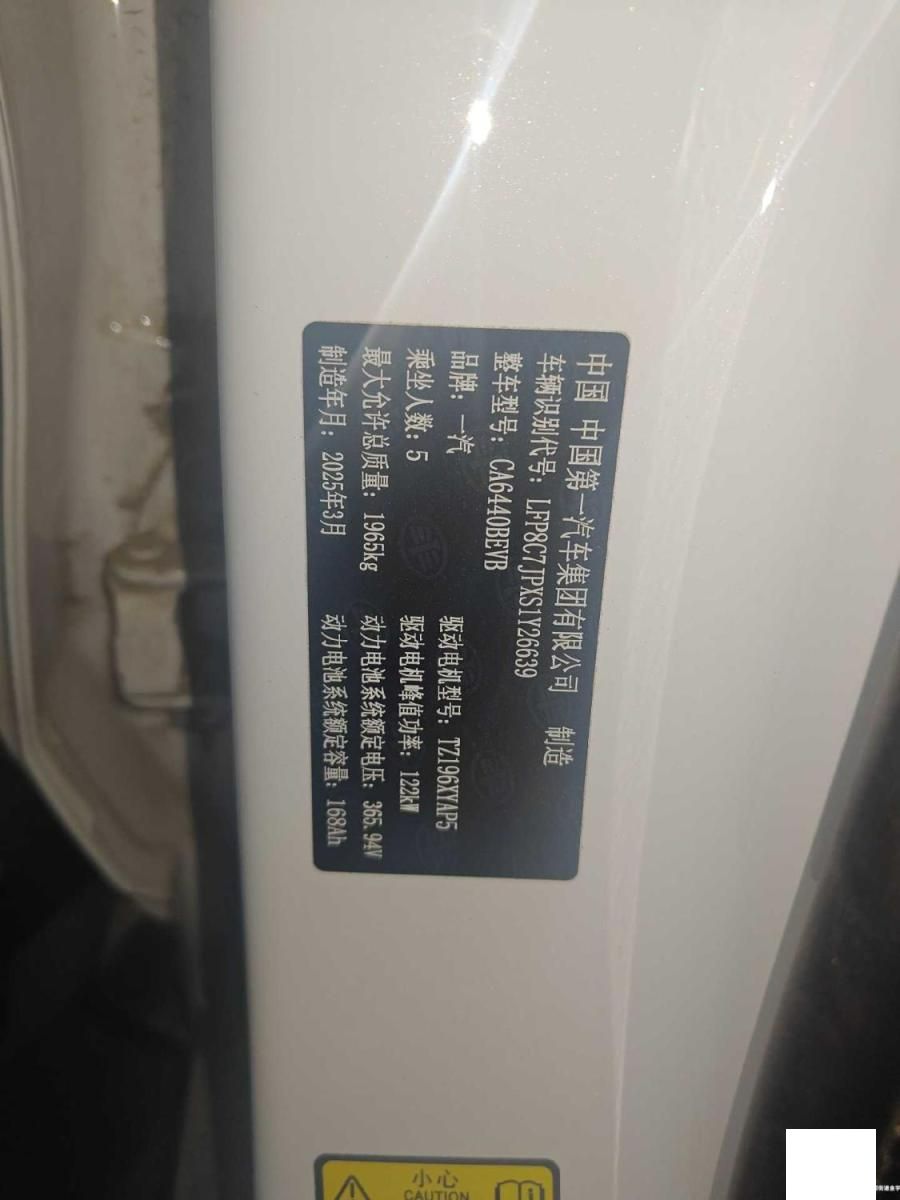 中国 中国第一汽车集团有限公司 制造
车辆识别代号：LFP8C7JPXS1Y26639
整车型号：CA6440BEVB
品牌：一汽 驱动电机型号：TZ196XYAP5
乘坐人数：5 驱动电机峰值功率：122kW
最大允许总质量：1965kg 动力电池系统额定电压：365.94V
制造年月：2025年3月 动力电池系统额定容量：168Ah
小心
CAUTION